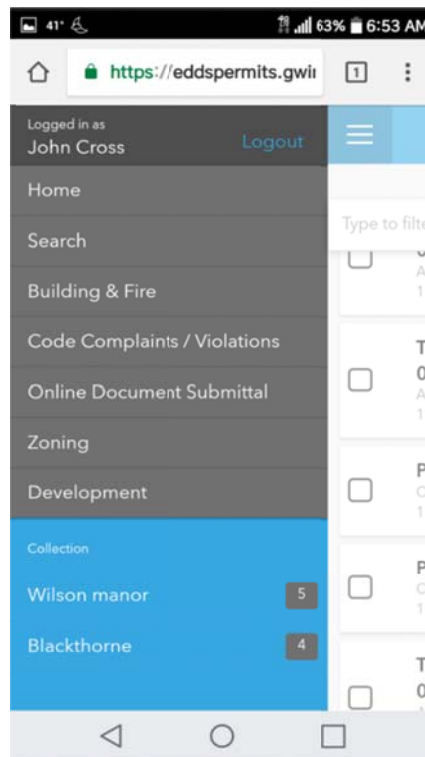 41° 63% 6:53 AM
https://eddspermits.gwi 1
Logged in as
John Cross Logout
Home
Search
Type to filte
Building & Fire
Code Complaints / Violations
Online Document Submittal
Zoning
Development
Collection
Wilson manor 5
Blackthorne 4